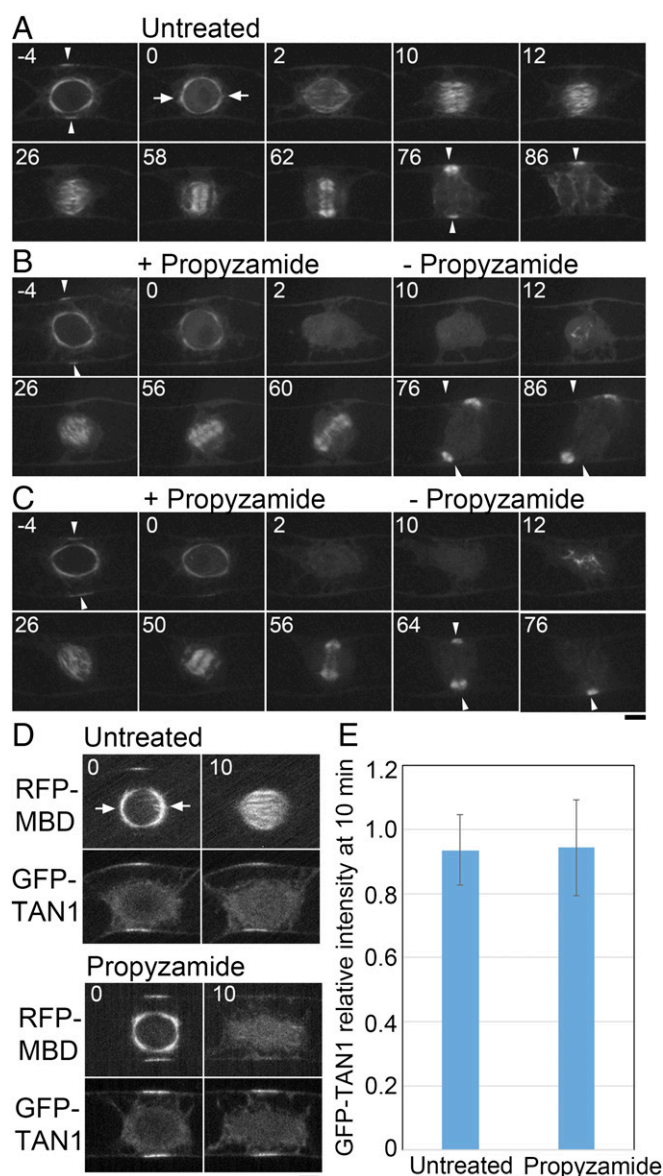 A
Untreated
-4 0 2 10 12
26 58 62 76 86
B
+ Propyzamide - Propyzamide
-4 0 2 10 12
26 56 60 76 86
C
+ Propyzamide - Propyzamide
-4 0 2 10 12
26 50 56 64 76
D
Untreated
RFP-
MBD
0 10
GFP-
TAN1
Propyzamide
RFP-
MBD
0 10
GFP-
TAN1
E
GFP-TAN1 relative intensity at 10 min
1.2
1.0
0.8
0.6
0.4
0.2
0
Untreated Propyzamide